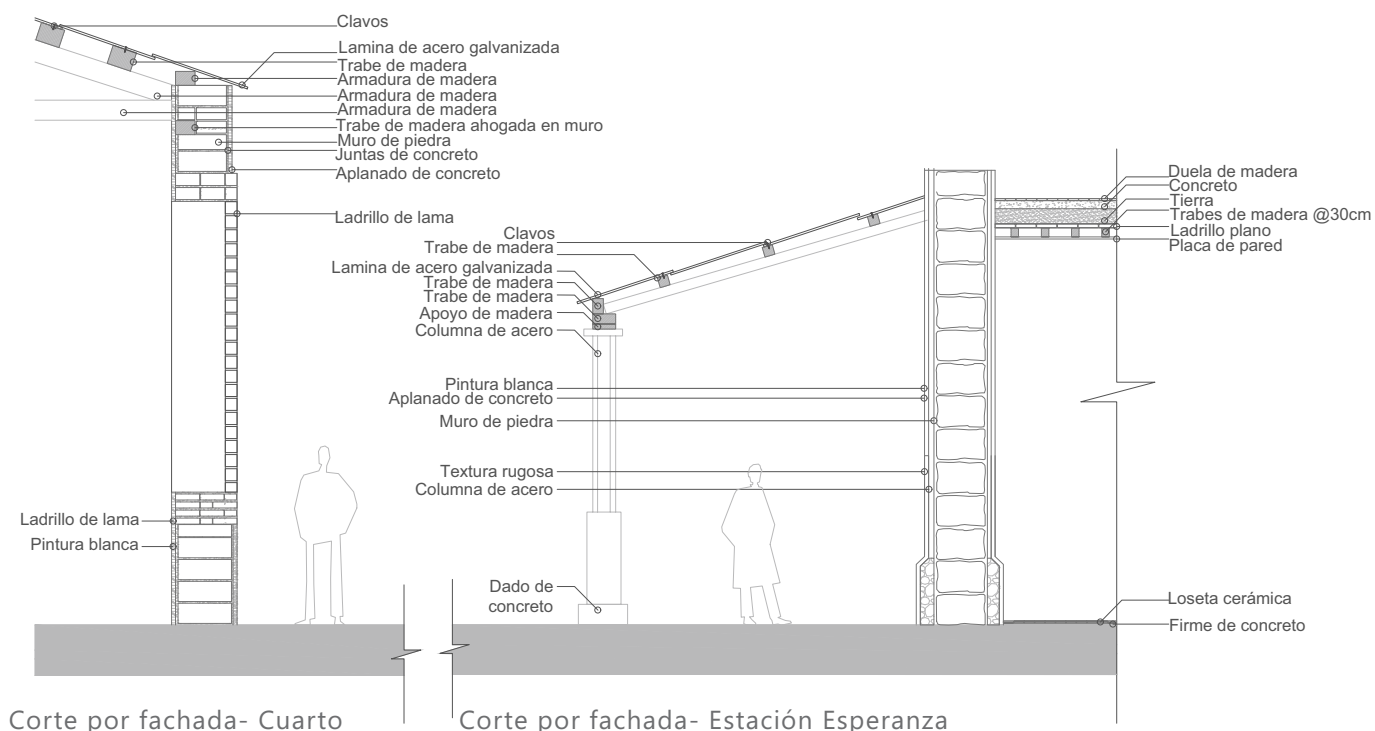 Clavos
Lamina de acero galvanizada
Trabe de madera
Armadura de madera
Armadura de madera
Armadura de madera
Trabe de madera ahogada en muro
Muro de piedra
Juntas de concreto
Aplanado de concreto
Ladrillo de lama
Ladrillo de lama
Pintura blanca
Clavos
Trabe de madera
Lamina de acero galvanizada
Trabe de madera
Trabe de madera
Apoyo de madera
Columna de acero
Pintura blanca
Aplanado de concreto
Muro de piedra
Textura rugosa
Columna de acero
Dado de
concreto
Duela de madera
Concreto
Tierra
Trabes de madera @30cm
Ladrillo plano
Placa de pared
Loseta cerámica
Firme de concreto
Corte por fachada- Cuarto
Corte por fachada- Estación Esperanza